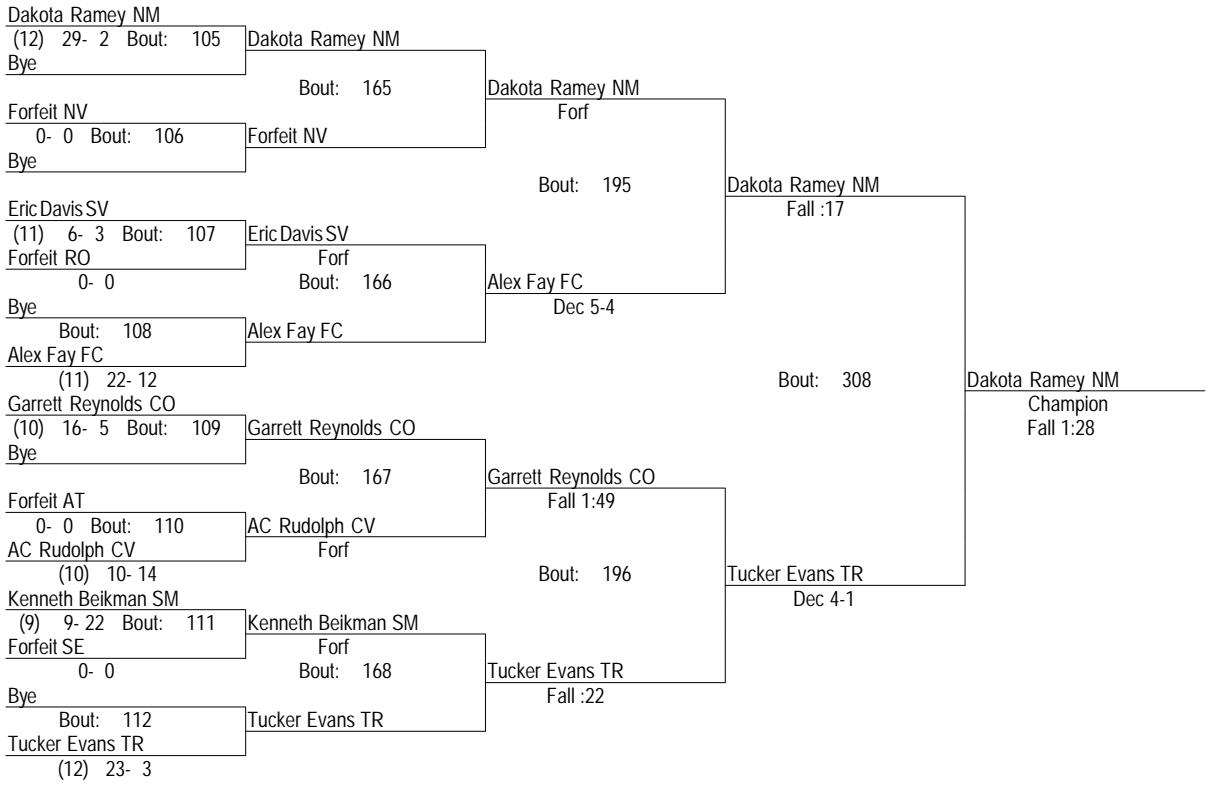 Dakota Ramey NM
(12) 29- 2 Bout: 105
Bye
Dakota Ramey NM
Bout: 165
Forfeit NV
0- 0 Bout: 106
Bye
Forfeit NV
Dakota Ramey NM
Forf
Bout: 195
Eric Davis SV
(11) 6- 3 Bout: 107
Forfeit RO
0- 0
Eric Davis SV
Forf
Bout: 166
Bye
Bout: 108
Alex Fay FC
(11) 22- 12
Alex Fay FC
Alex Fay FC
Dec 5-4
Dakota Ramey NM
Fall :17
Bout: 308
Garrett Reynolds CO
(10) 16- 5 Bout: 109
Bye
Garrett Reynolds CO
Bout: 167
Forfeit AT
0- 0 Bout: 110
AC Rudolph CV
(10) 10- 14
AC Rudolph CV
Forf
Garrett Reynolds CO
Fall 1:49
Bout: 196
Kenneth Beikman SM
(9) 9- 22 Bout: 111
Forfeit SE
0- 0
Kenneth Beikman SM
Forf
Bout: 168
Bye
Bout: 112
Tucker Evans TR
(12) 23- 3
Tucker Evans TR
Tucker Evans TR
Fall :22
Tucker Evans TR
Dec 4-1
Dakota Ramey NM
Champion
Fall 1:28